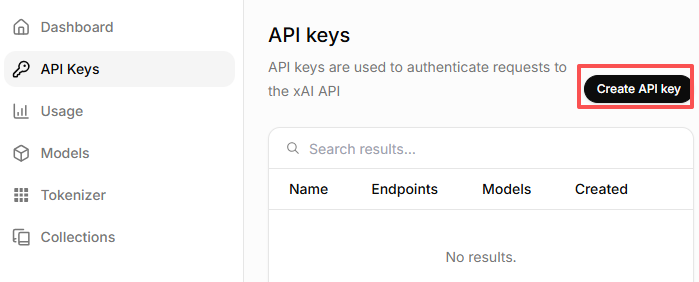 Dashboard
API Keys
Usage
Models
Tokenizer
Collections
API keys
API keys are used to authenticate requests to
the xAI API
Create API key
Search results...
Name Endpoints Models Created
No results.